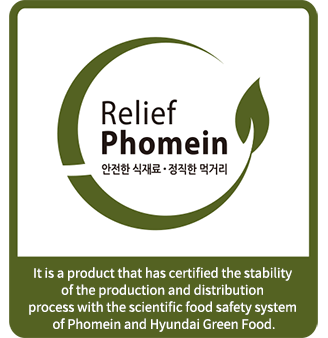 Relief
Phomein
안전한 식재료 · 정직한 먹거리
It is a product that has certified the stability
of the production and distribution
process with the scientific food safety system
of Phomein and Hyundai Green Food.